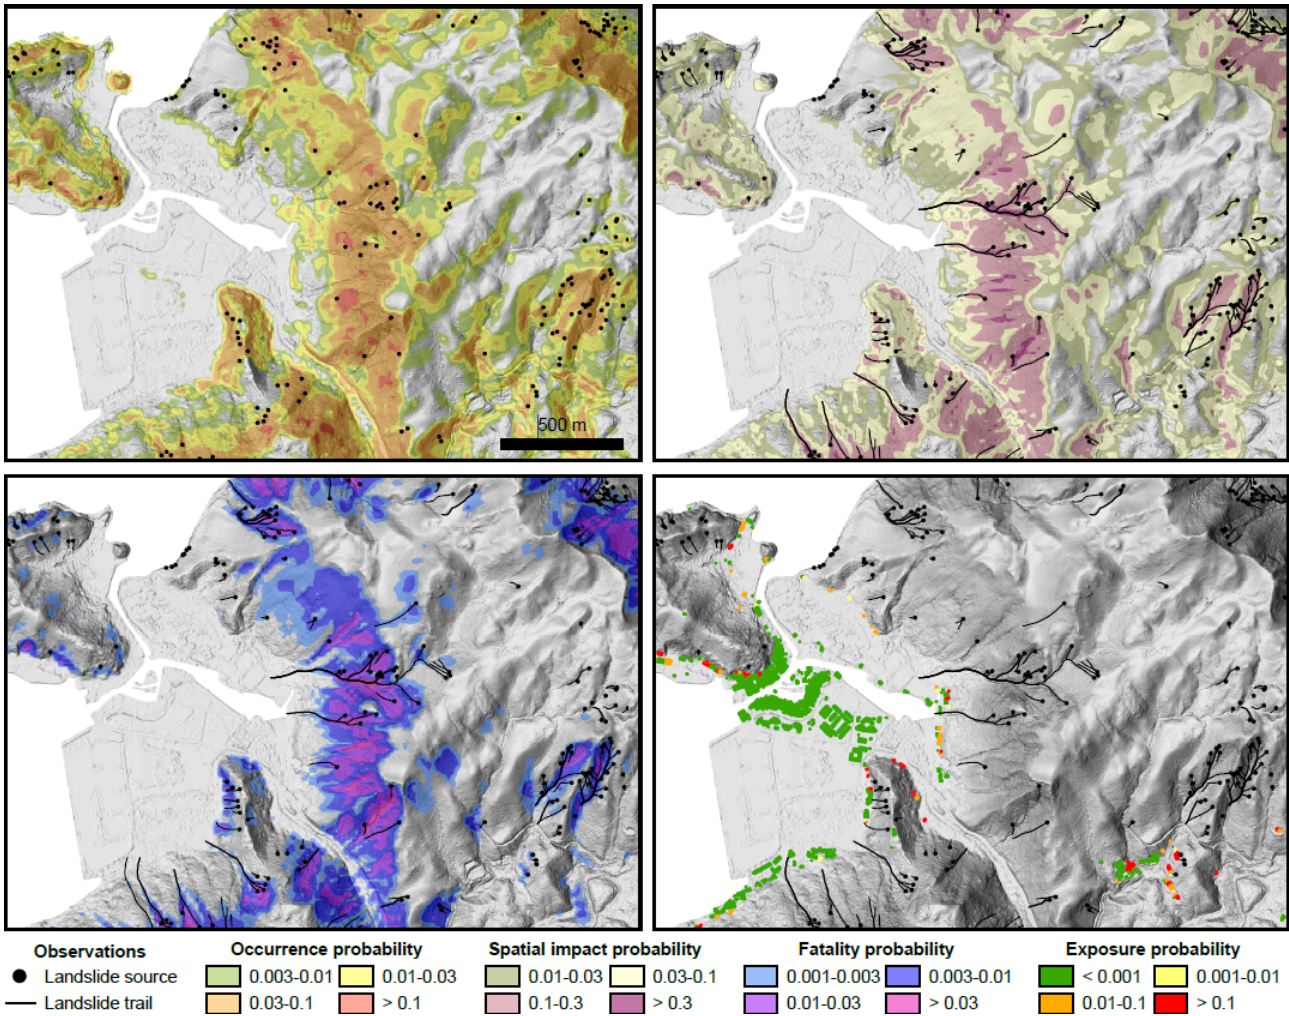 500 m
Observations
Landslide source
Landslide trail
Occurrence probability
0.003-0.01 0.01-0.03
0.03-0.1 > 0.1
Spatial impact probability
0.01-0.03 0.03-0.1
0.1-0.3 > 0.3
Fatality probability
0.001-0.003 0.003-0.01
0.01-0.03 > 0.03
Exposure probability
< 0.001 0.001-0.01
0.01-0.1 > 0.1